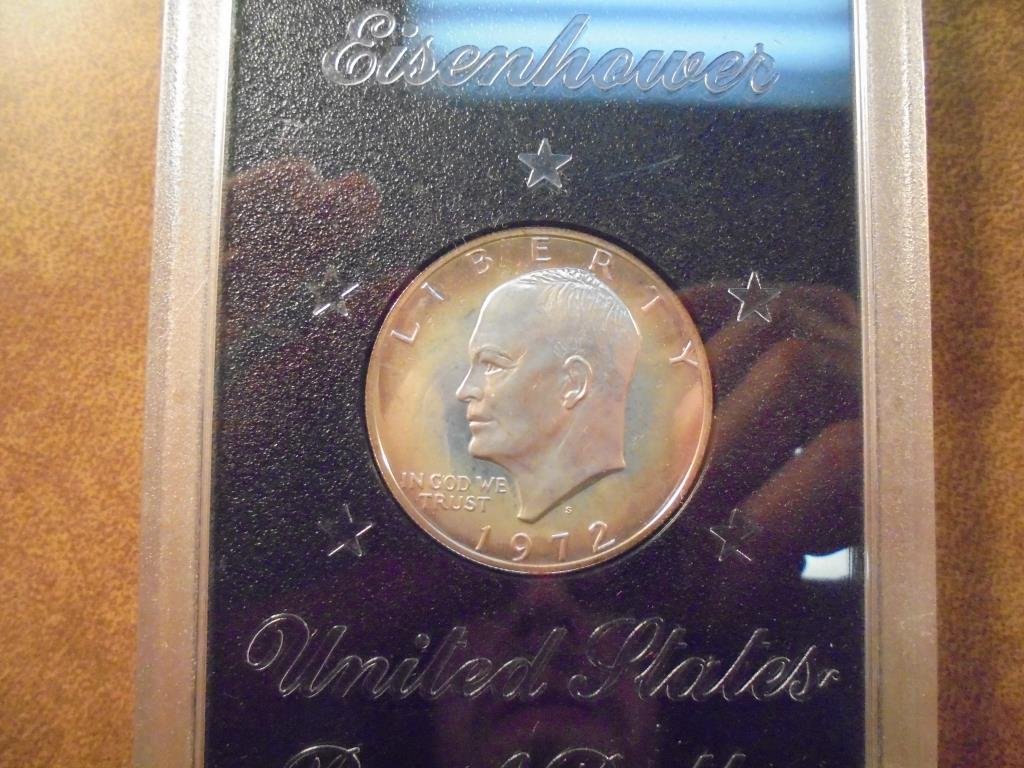 Eisenhower
LIBERTY
IN GOD WE
TRUST
S
1972
United States